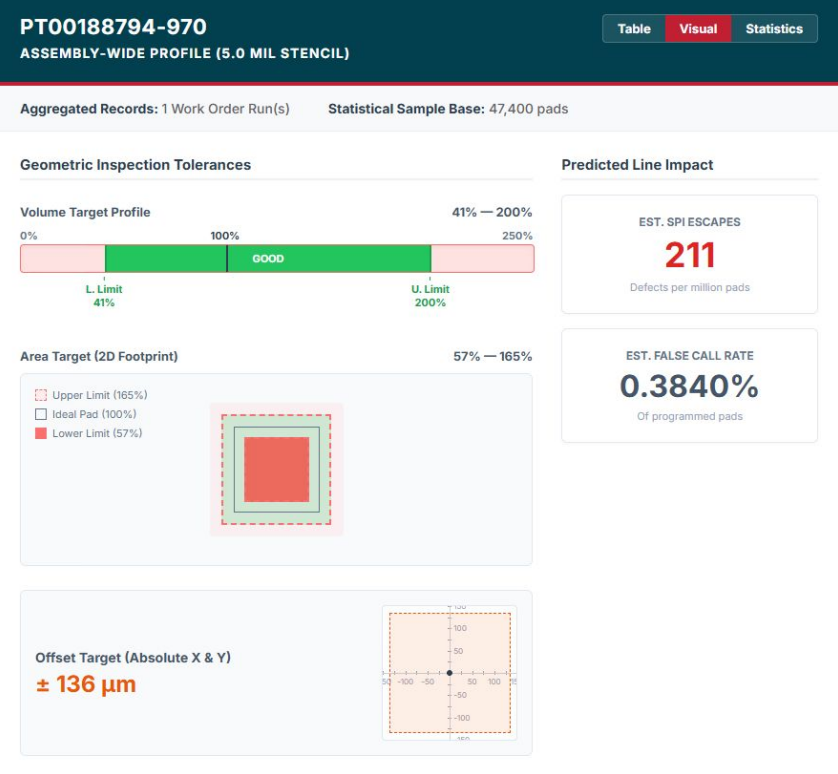 PT00188794-970
ASSEMBLY-WIDE PROFILE (5.0 MIL STENCIL)
Table Visual Statistics
Aggregated Records: 1 Work Order Run(s) Statistical Sample Base: 47,400 pads
Geometric Inspection Tolerances
Volume Target Profile 41% — 200%
0% 100% 250%
GOOD
L. Limit
41%
U. Limit
200%
Area Target (2D Footprint) 57% — 165%
Upper Limit (165%)
Ideal Pad (100%)
Lower Limit (57%)
Offset Target (Absolute X & Y)
± 136 µm
150
100
50
-100 -50 50 100
-50
-100
-150
Predicted Line Impact
EST. SPI ESCAPES
211
Defects per million pads
EST. FALSE CALL RATE
0.3840%
Of programmed pads